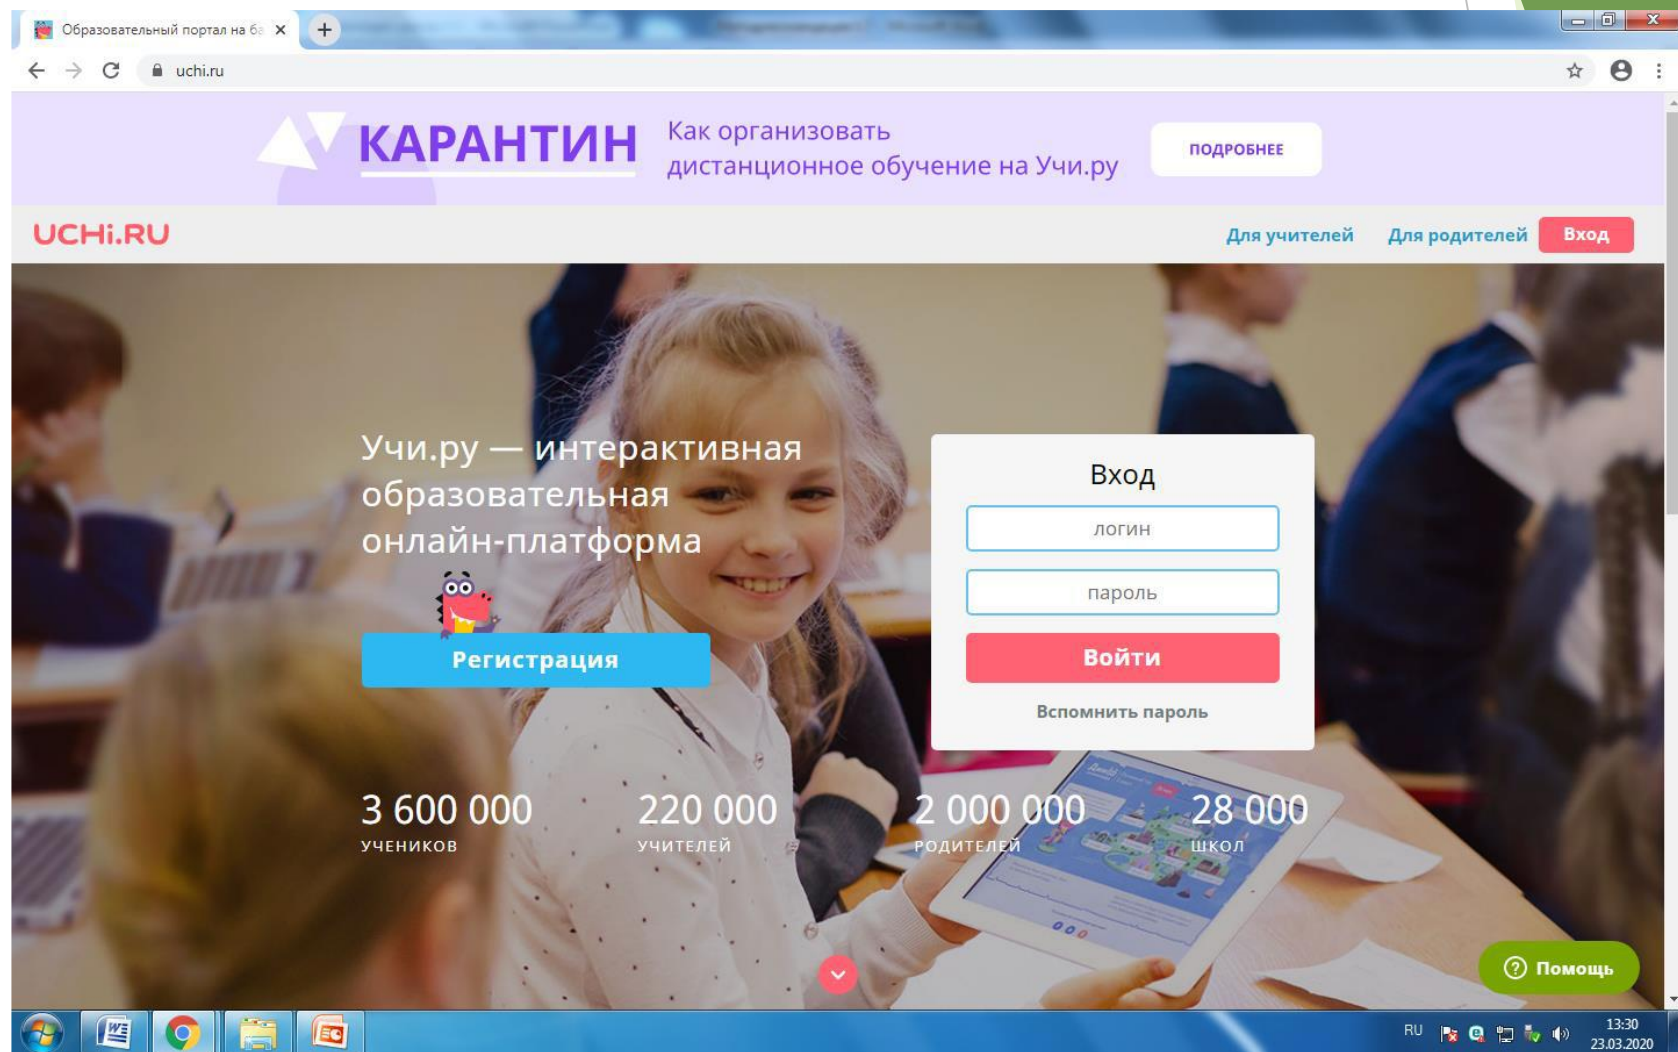 Образовательный портал на ба
uchi.ru
КАРАНТИН
Как организовать
дистанционное обучение на Учи.ру
ПОДРОБНЕЕ
UCHi.RU
Для учителей
Для родителей
Вход
Учи.ру — интерактивная
образовательная
онлайн-платформа
Регистрация
Вход
логин
пароль
Войти
Вспомнить пароль
3 600 000
УЧЕНИКОВ
220 000
УЧИТЕЛЕЙ
2 000 000
РОДИТЕЛЕЙ
28 000
ШКОЛ
Помощь
RU
13:30
23.03.2020